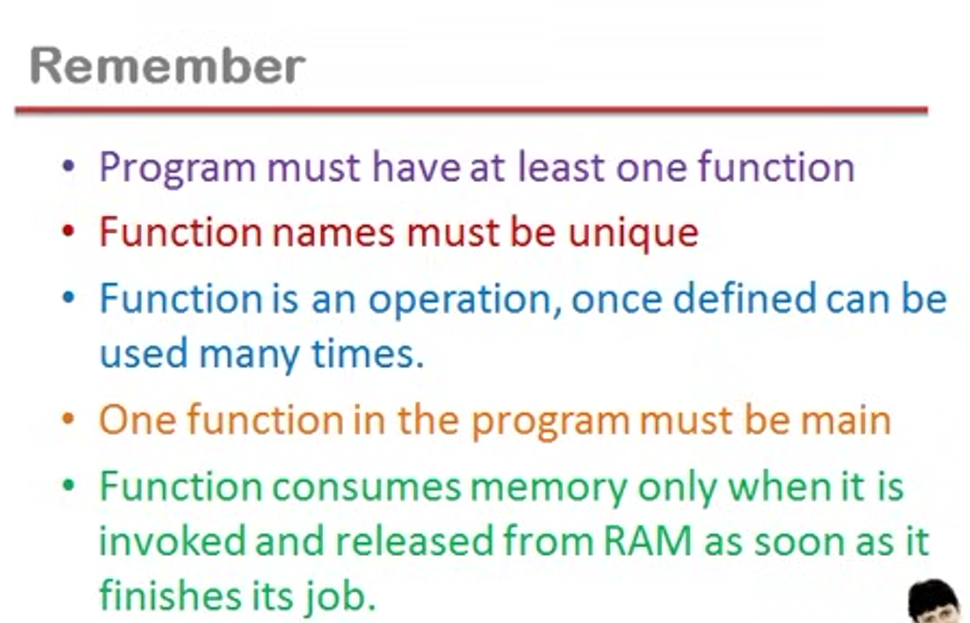 Remember
• Program must have at least one function
• Function names must be unique
• Function is an operation, once defined can be
used many times.
• One function in the program must be main
• Function consumes memory only when it is
invoked and released from RAM as soon as it
finishes its job.